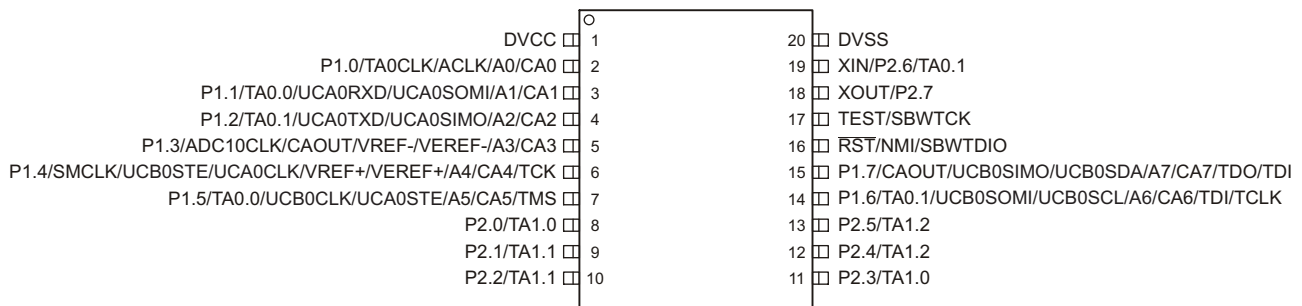 DVCC 1 20 DVSS
P1.0/TA0CLK/ACLK/A0/CA0 2 19 XIN/P2.6/TA0.1
P1.1/TA0.0/UCA0RXD/UCA0SOMI/A1/CA1 3 18 XOUT/P2.7
P1.2/TA0.1/UCA0TXD/UCA0SIMO/A2/CA2 4 17 TEST/SBWTCK
P1.3/ADC10CLK/CAOUT/VREF-/VEREF-/A3/CA3 5 16 RST/NMI/SBWTDIO
P1.4/SMCLK/UCB0STE/UCA0CLK/VREF+/VEREF+/A4/CA4/TCK 6 15 P1.7/CAOUT/UCB0SIMO/UCB0SDA/A7/CA7/TDO/TDI
P1.5/TA0.0/UCB0CLK/UCA0STE/A5/CA5/TMS 7 14 P1.6/TA0.1/UCB0SOMI/UCB0SCL/A6/CA6/TDI/TCLK
P2.0/TA1.0 8 13 P2.5/TA1.2
P2.1/TA1.1 9 12 P2.4/TA1.2
P2.2/TA1.1 10 11 P2.3/TA1.0